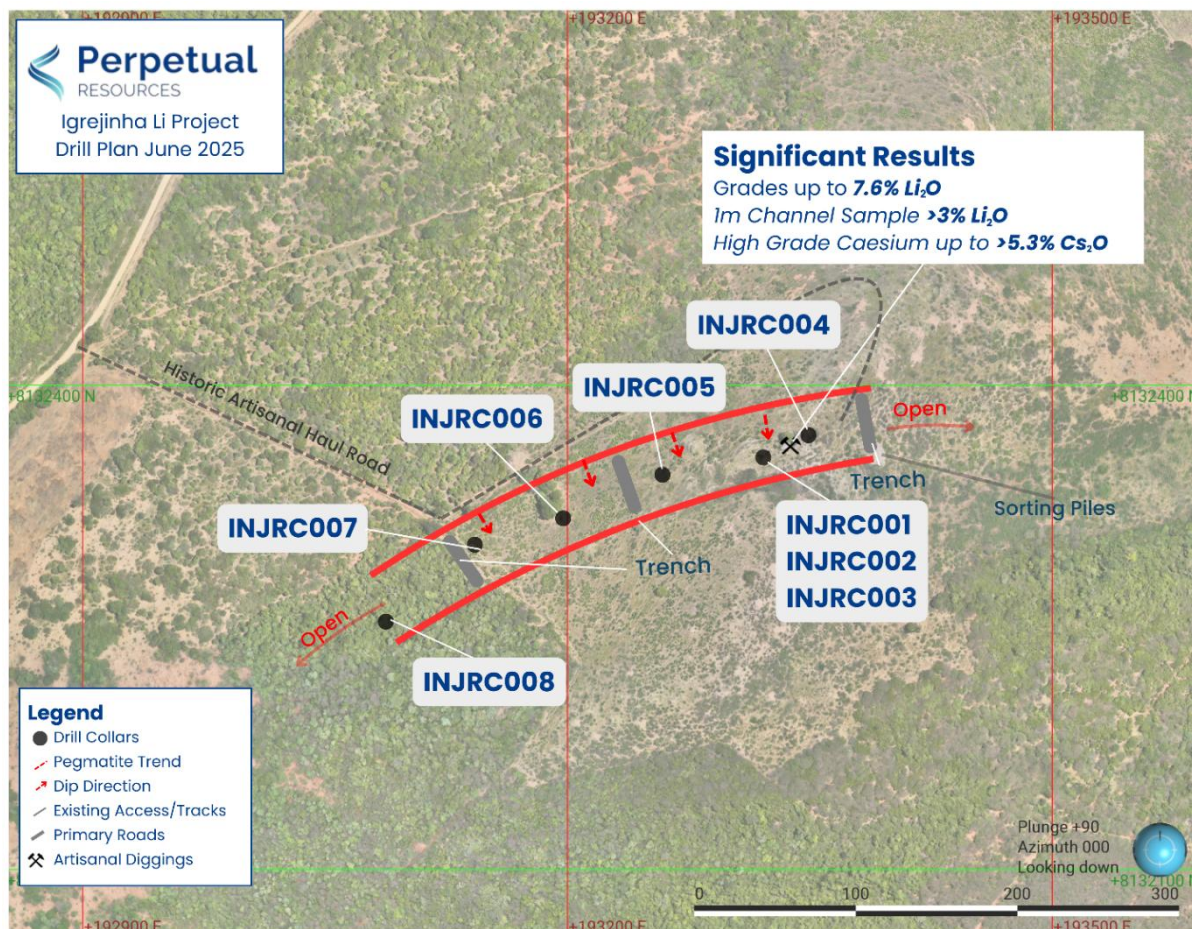 +192900 E
+193200 E
+193500 E
Perpetual
RESOURCES
Igrejinha Li Project
Drill Plan June 2025
Significant Results
Grades up to 7.6% Li₂O
1m Channel Sample >3% Li₂O
High Grade Caesium up to >5.3% Cs₂O
INJRC004
INJRC005
+8132400 N
+8132400 N
Historic Artisanal Haul Road
INJRC006
Open
Trench
Sorting Piles
INJRC007
INJRC001
INJRC002
INJRC003
Trench
Open
INJRC008
Legend
Drill Collars
Pegmatite Trend
Dip Direction
Existing Access/Tracks
Primary Roads
Artisanal Diggings
Plunge +90
Azimuth 000
Looking down
+8132100 N
0 100 200 300
+192900 E
+193200 E
+193500 E